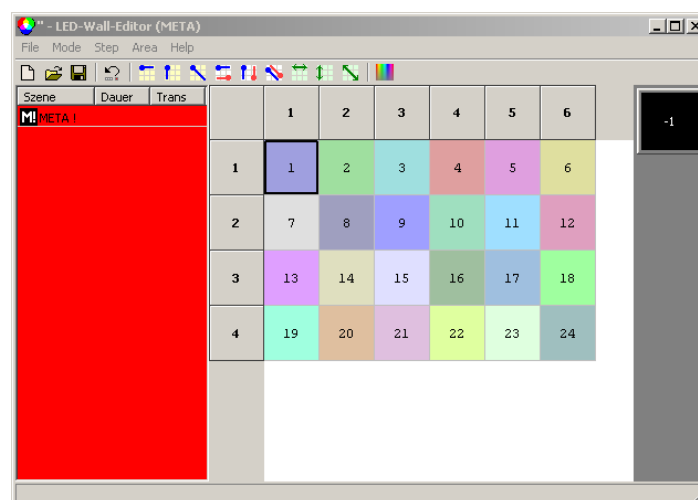 " - LED-Wall-Editor (META)
File Mode Step Area Help
Szene Dauer Trans
M! META !
1 2 3 4 5 6
-1
1 1 2 3 4 5 6
2 7 8 9 10 11 12
3 13 14 15 16 17 18
4 19 20 21 22 23 24